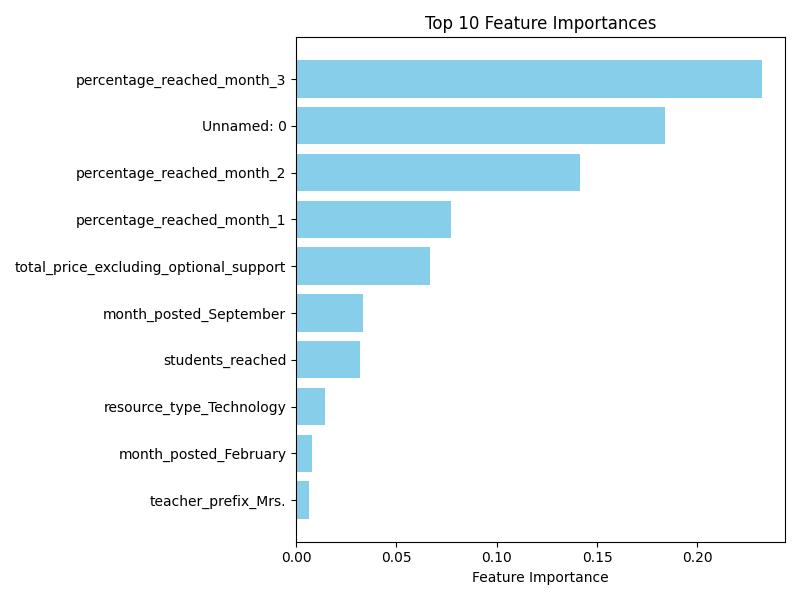 Top 10 Feature Importances
percentage_reached_month_3
Unnamed: 0
percentage_reached_month_2
percentage_reached_month_1
total_price_excluding_optional_support
month_posted_September
students_reached
resource_type_Technology
month_posted_February
teacher_prefix_Mrs.
0.00 0.05 0.10 0.15 0.20
Feature Importance